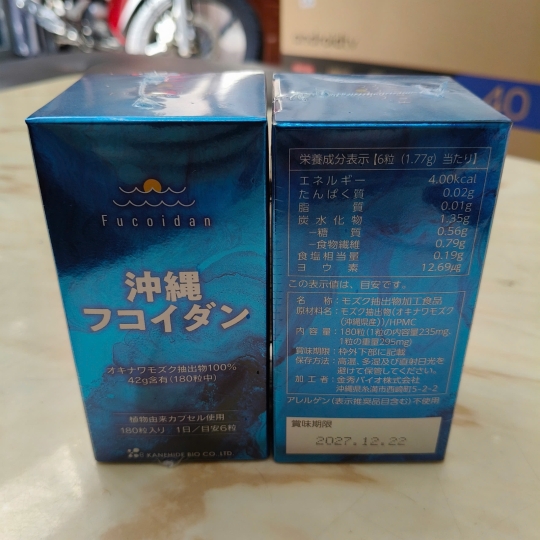 Fucoidan
沖縄
フコイダン
オキナワモズク抽出物100%
42g含有(180粒中)
植物由来カプセル使用
180粒入り 1日/目安6粒
KANEHIDE BIO CO., LTD
栄養成分表示【6粒(1.77g)当たり】
エネルギー 4.00kcal
たんぱく質 0.02g
脂質 0.01g
炭水化物 1.35g
−糖質 0.56g
−食物繊維 0.79g
食塩相当量 0.19g
ヨウ素 12.69μg
この表示値は、目安です。
名称:モズク抽出物加工食品
原材料名:モズク抽出物(オキナワモズク
(沖縄県産))/HPMC
内容量:180粒(1粒の内容量235mg、
1粒の重量295mg)
賞味期限:枠外下部に記載
保存方法:高温、多湿及び直射日光を
避けて保管してください。
加工者:金秀バイオ株式会社
沖縄県糸満市西崎町5-2-2
アレルゲン(表示推奨品目含む)不使用
賞味期限
2027.12.22
40